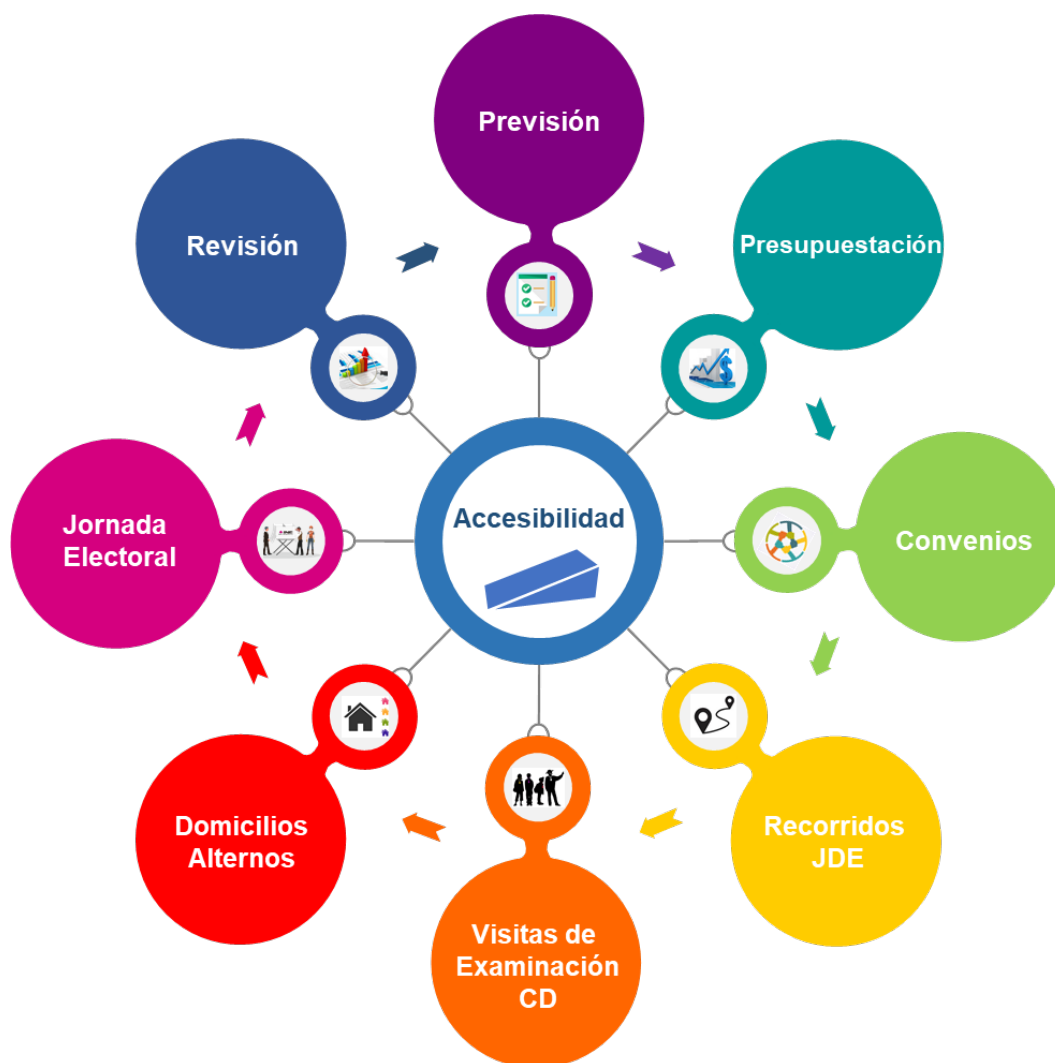 Previsión
Presupuestación
Convenios
Recorridos
JDE
Visitas de
Examinación
CD
Domicilios
Alternos
Jornada
Electoral
Revisión
Accesibilidad